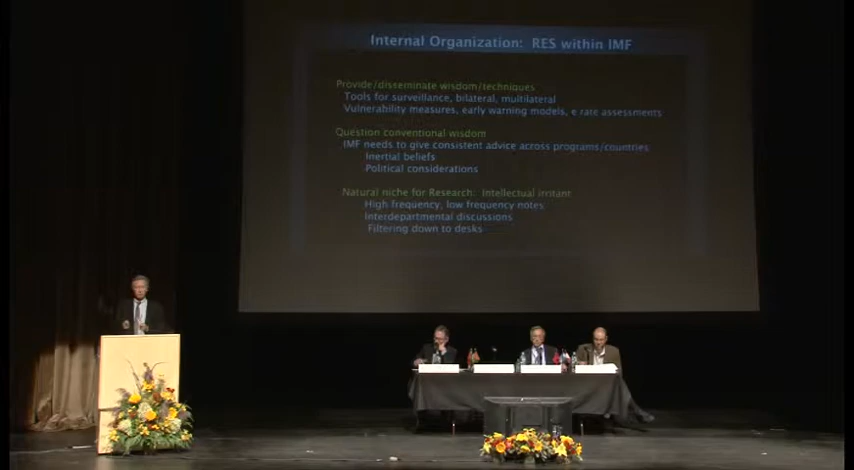 Internal Organization: RES within IMF
Provide/disseminate wisdom/techniques
Tools for surveillance, bilateral, multilateral
Vulnerability measures, early warning models, e rate assessments
Question conventional wisdom
IMF needs to give consistent advice across programs/countries
Inertial beliefs
Political considerations
Natural niche for Research: Intellectual irritant
High frequency, low frequency notes
Interdepartmental discussions
Filtering down to desks